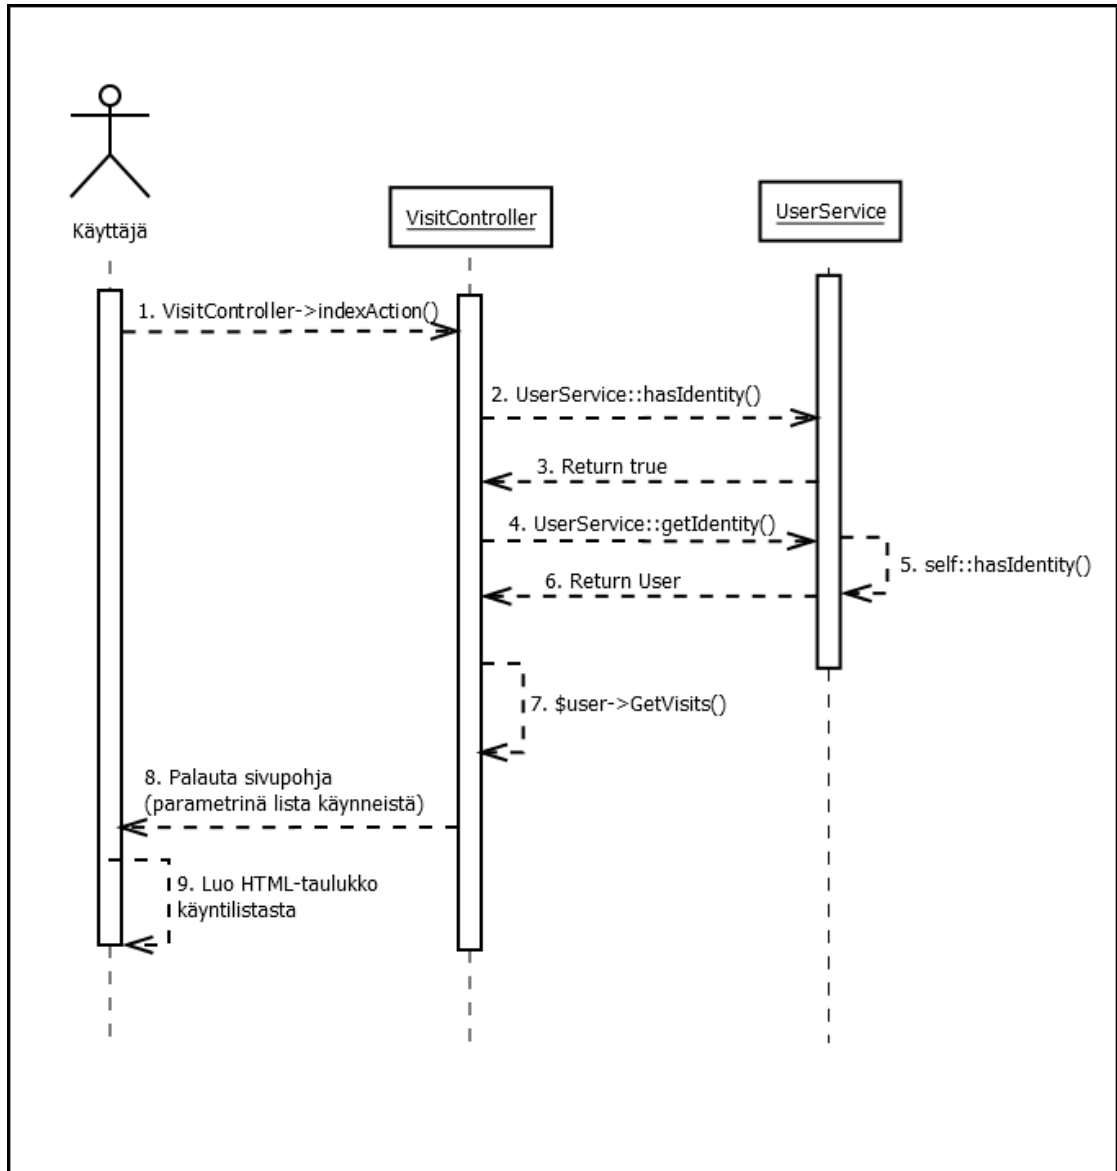 Käyttäjä
VisitController
UserService
1. VisitController->indexAction()
2. UserService::hasIdentity()
3. Return true
4. UserService::getIdentity()
5. self::hasIdentity()
6. Return User
7. $user->GetVisits()
8. Palauta sivupohja
(parametrinä lista käynneistä)
9. Luo HTML-taulukko
käyntilistasta